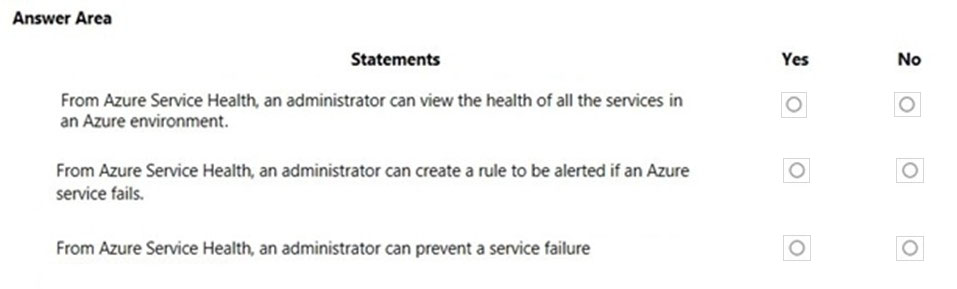 Answer Area
Statements Yes No
From Azure Service Health, an administrator can view the health of all the services in
an Azure environment.
From Azure Service Health, an administrator can create a rule to be alerted if an Azure
service fails.
From Azure Service Health, an administrator can prevent a service failure